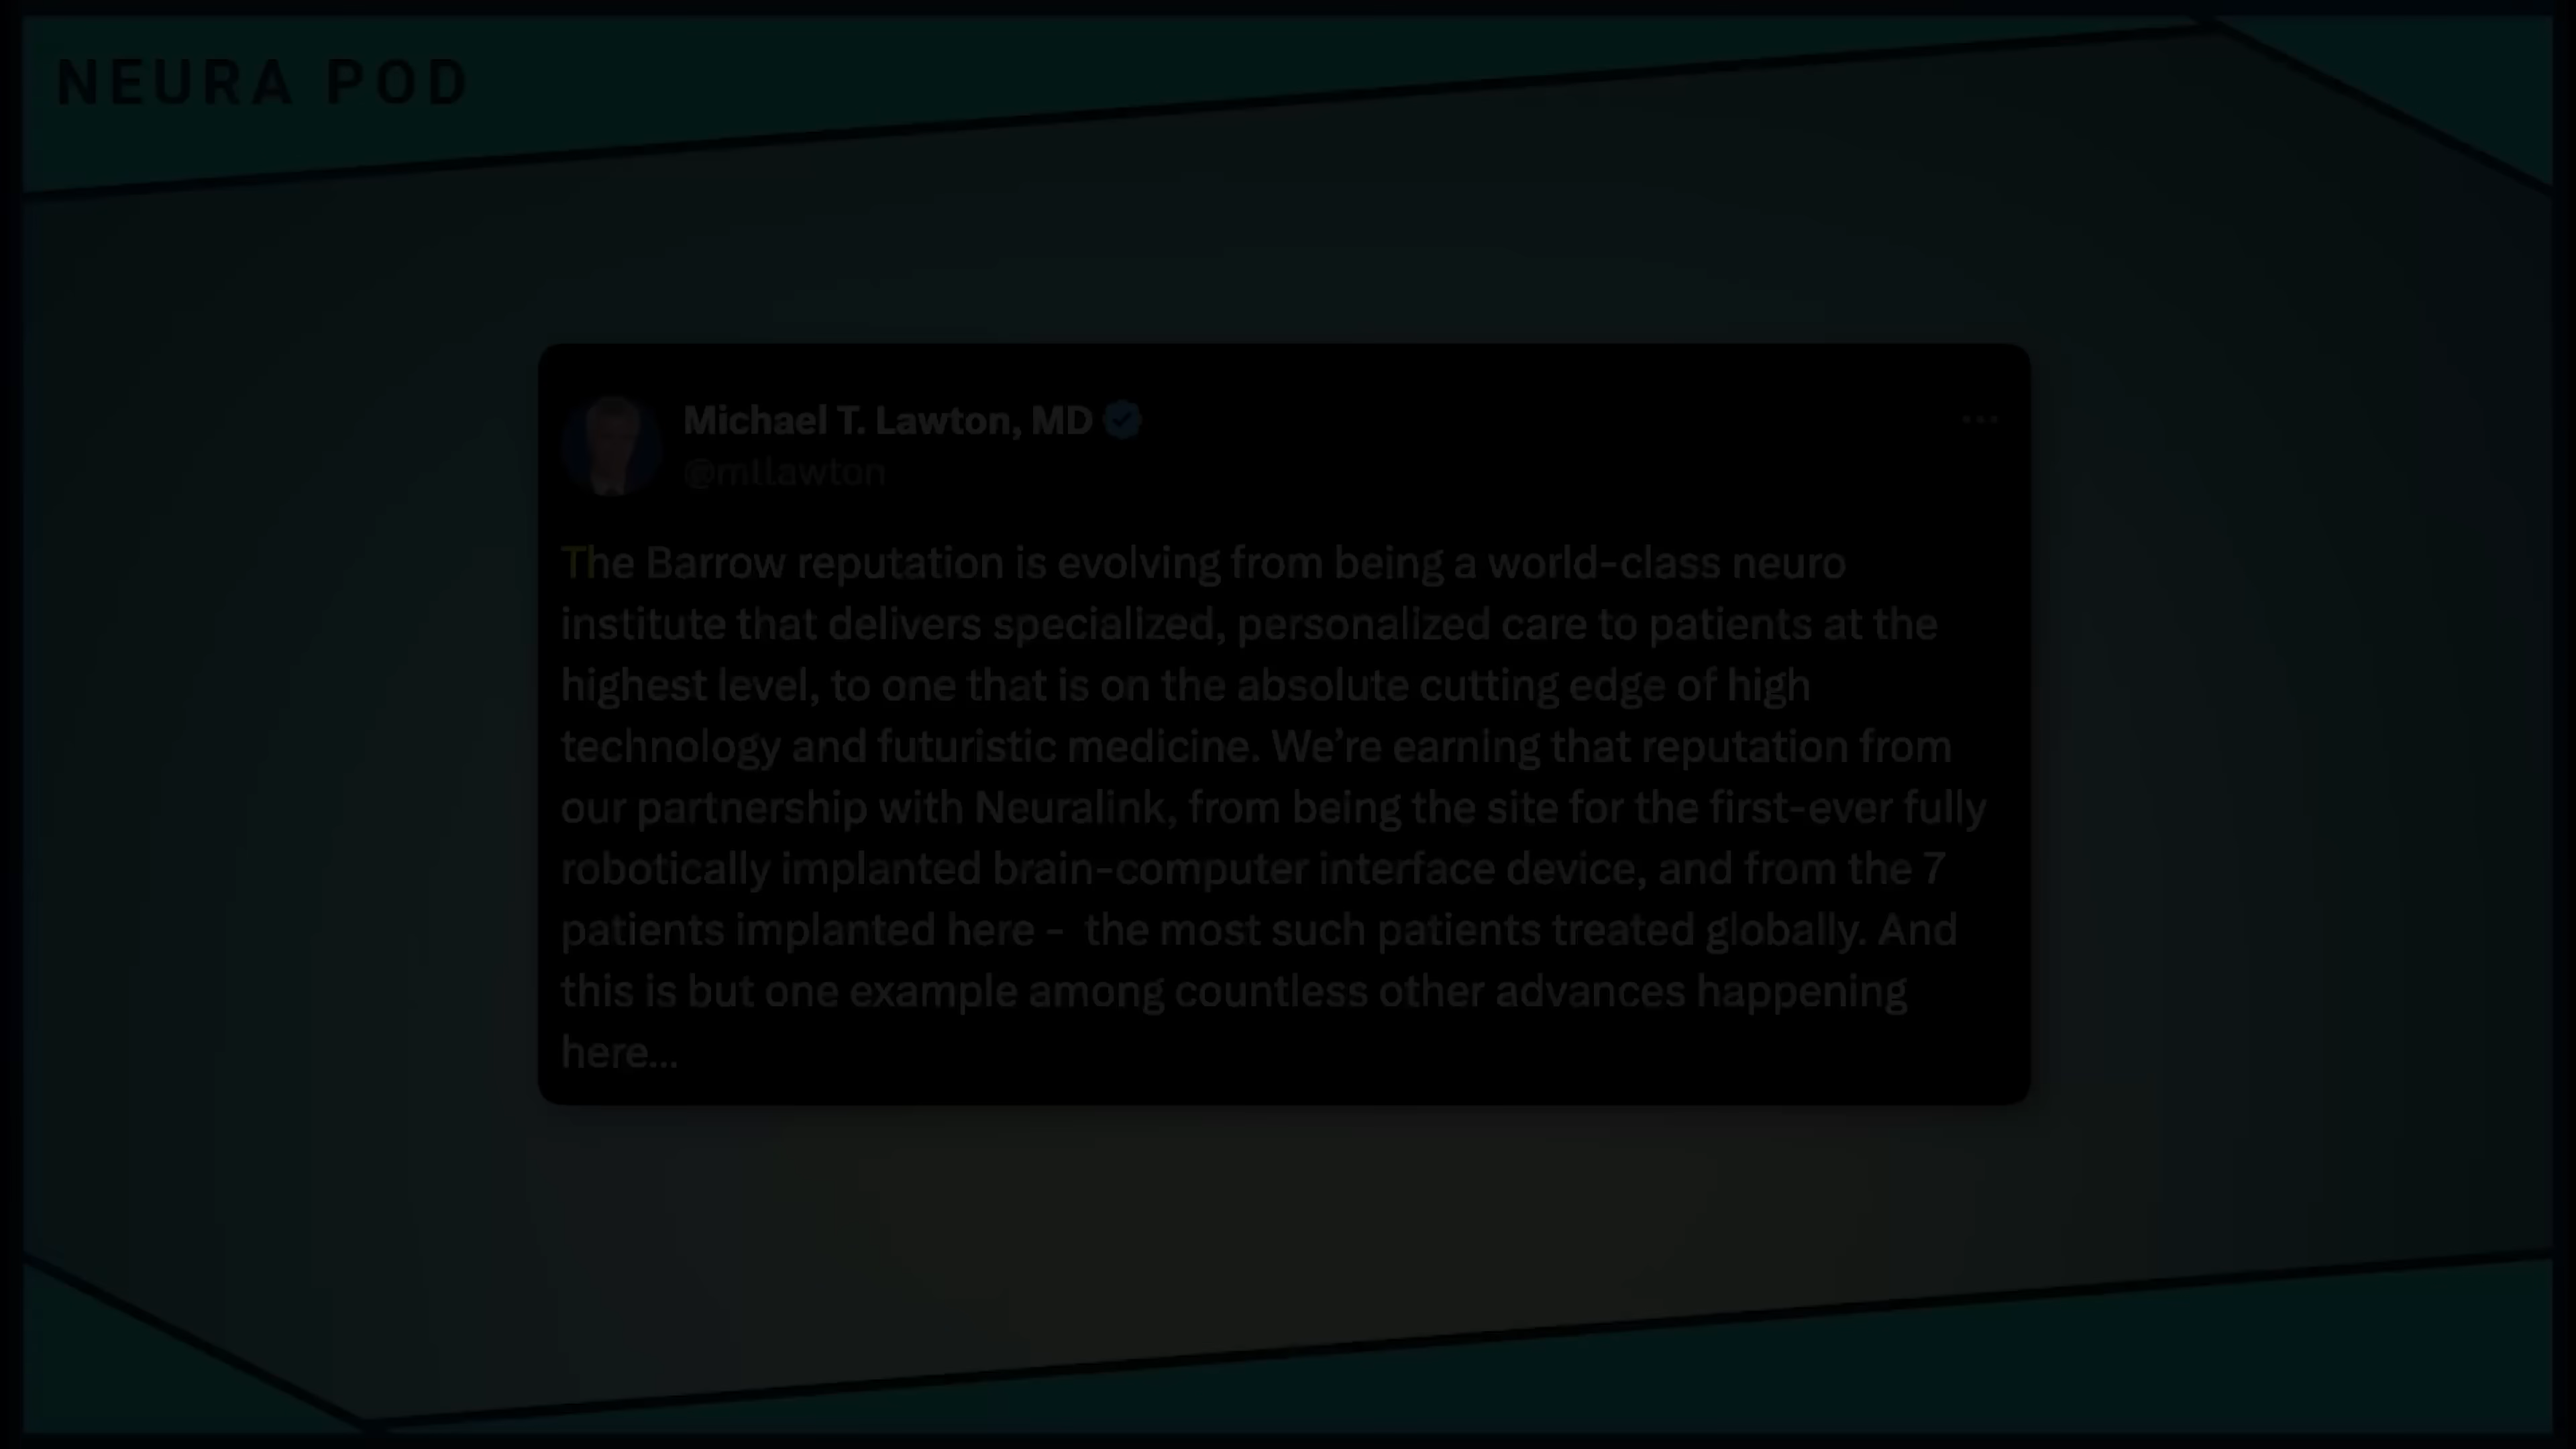 NEURA POD
Michael T. Lawton, MD
@mtlawton
The Barrow reputation is evolving from being a world-class neuro
institute that delivers specialized, personalized care to patients at the
highest level, to one that is on the absolute cutting edge of high
technology and futuristic medicine. We’re earning that reputation from
our partnership with Neuralink, from being the site for the first-ever fully
robotically implanted brain-computer interface device, and from the 7
patients implanted here - the most such patients treated globally. And
this is but one example among countless other advances happening
here...